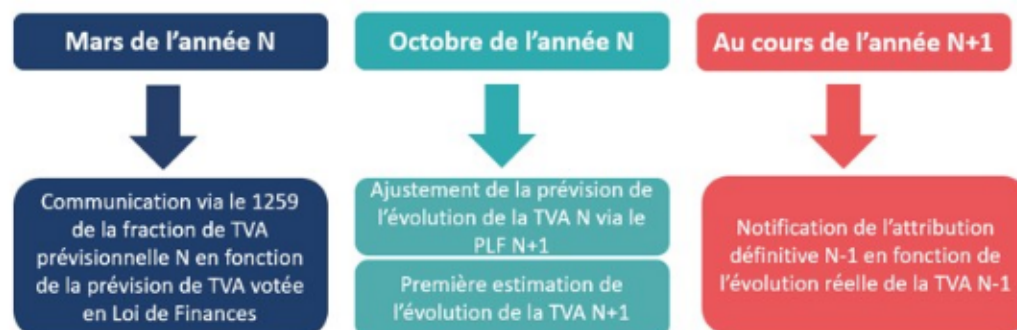 Mars de l'année N
Octobre de l'année N
Au cours de l'année N+1
Communication via le 1259
de la fraction de TVA
prévisionnelle N en fonction
de la prévision de TVA votée
en Loi de Finances
Ajustement de la prévision de
l'évolution de la TVA N via le
PLF N+1
Première estimation de
l'évolution de la TVA N+1
Notification de l'attribution
définitive N-1 en fonction de
l'évolution réelle de la TVA N-1